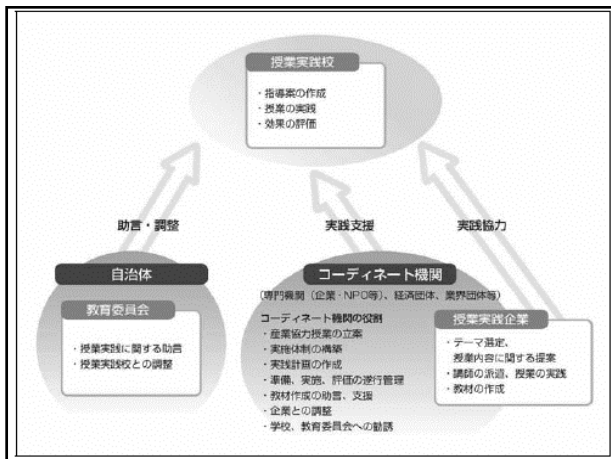 授業実践校
・指導案の作成
・授業の実践
・効果の評価
助言・調整
実践支援
実践協力
自治体
教育委員会
・授業実践に関する助言
・授業実践校との調整
コーディネート機関
(専門機関(企業・NPO等)、経済団体、業界団体等)
コーディネート機関の役割
・産業協力授業の立案
・実施体制の構築
・実践計画の作成
・準備、実施、評価の遂行管理
・教材作成の助言、支援
・企業との調整
・学校、教育委員会への勧誘
授業実践企業
・テーマ選定、
授業内容に関する提案
・講師の派遣、授業の実践
・教材の作成